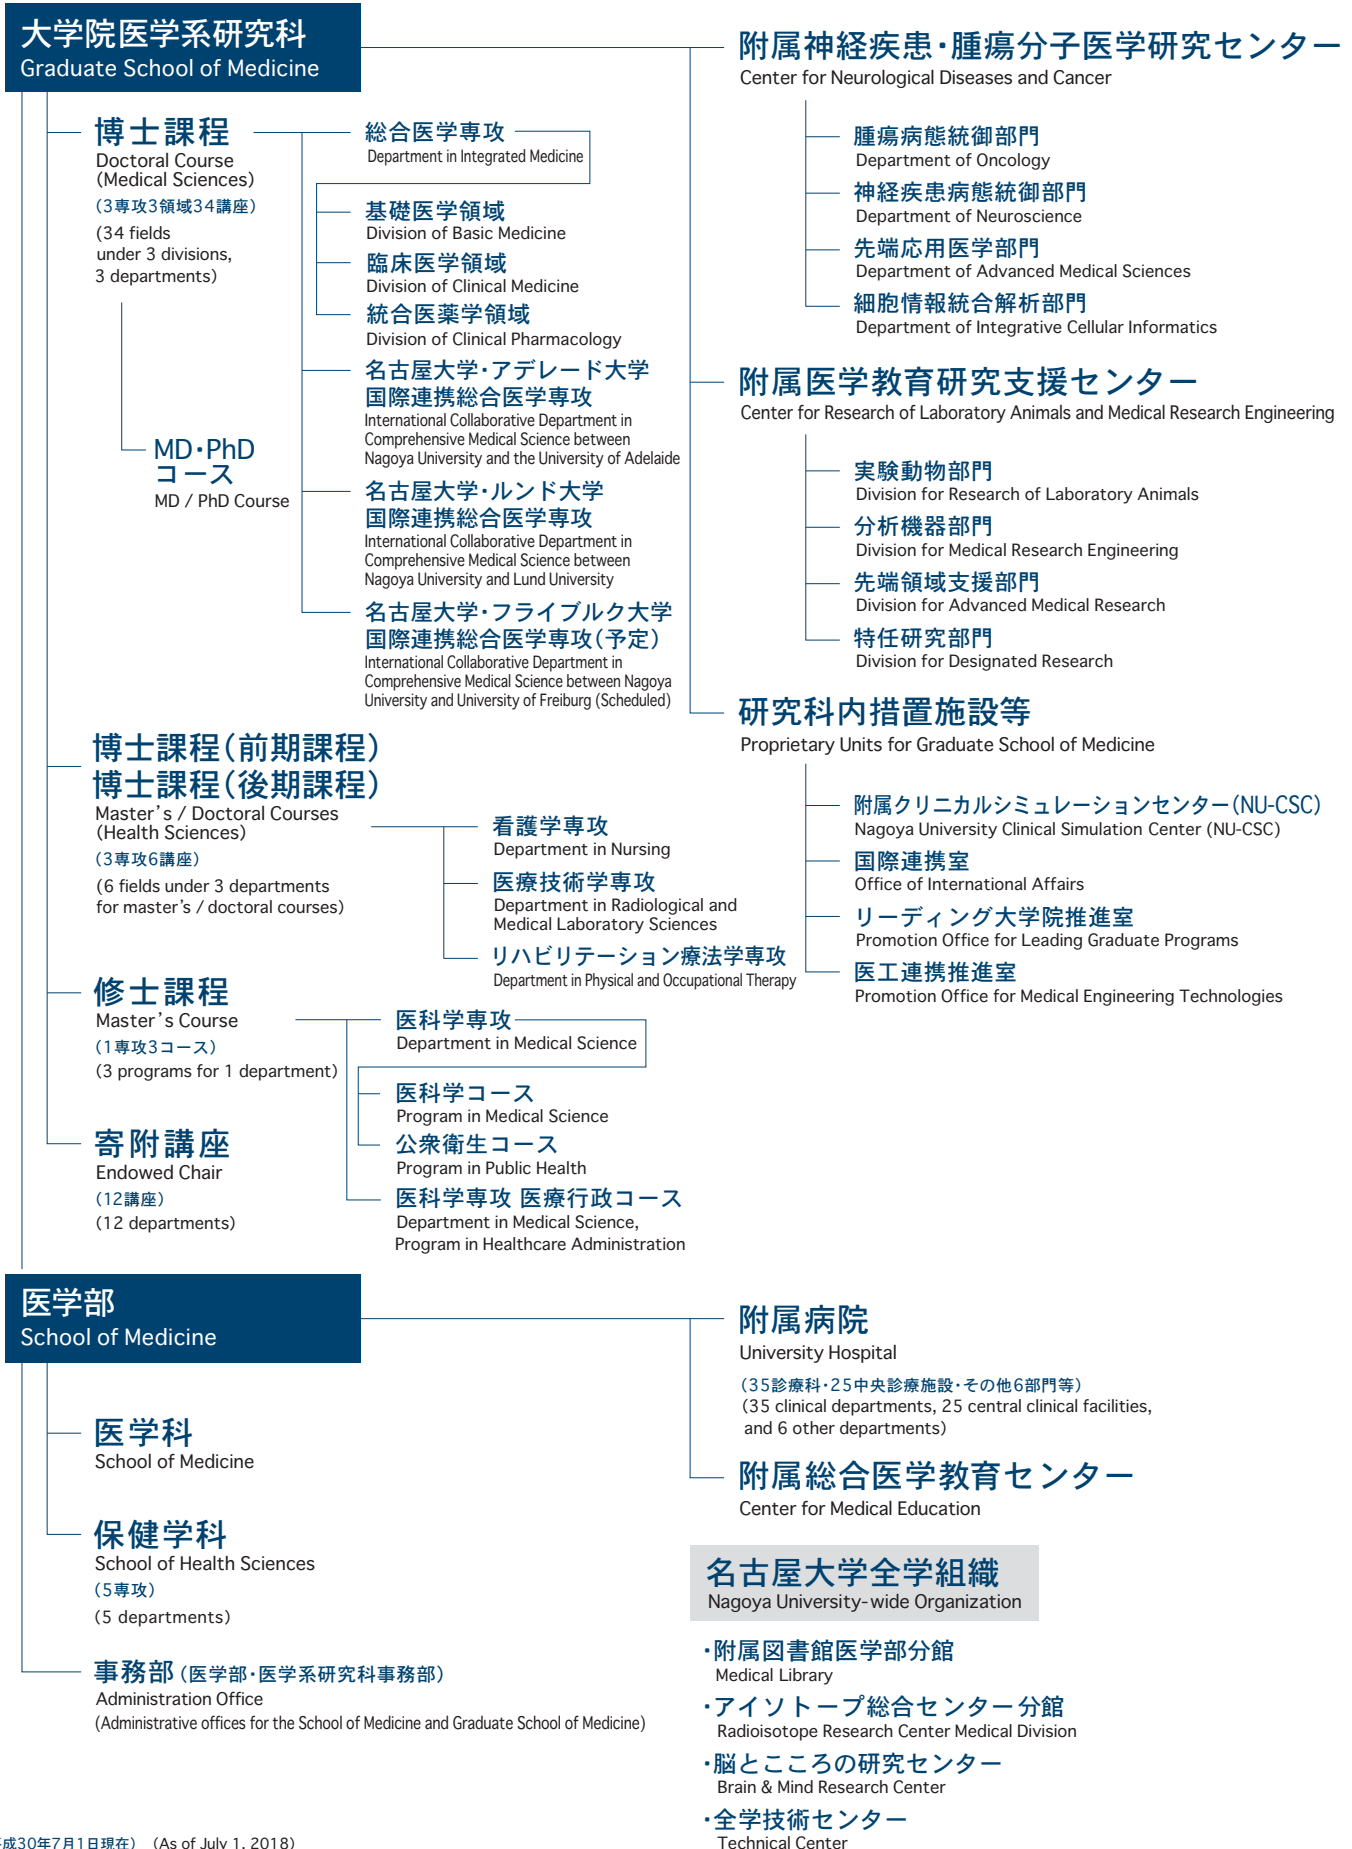 大学院医学系研究科
Graduate School of Medicine
博士課程
Doctoral Course
(Medical Sciences)
(3専攻3領域34講座)
(34 fields
under 3 divisions,
3 departments)
MD・PhD
コース
MD / PhD Course
総合医学専攻
Department in Integrated Medicine
基礎医学領域
Division of Basic Medicine
臨床医学領域
Division of Clinical Medicine
統合医薬学領域
Division of Clinical Pharmacology
名古屋大学・アデレード大学
国際連携総合医学専攻
International Collaborative Department in
Comprehensive Medical Science between
Nagoya University and the University of Adelaide
名古屋大学・ルンド大学
国際連携総合医学専攻
International Collaborative Department in
Comprehensive Medical Science between
Nagoya University and Lund University
名古屋大学・フライブルク大学
国際連携総合医学専攻(予定)
International Collaborative Department in
Comprehensive Medical Science between Nagoya
University and University of Freiburg (Scheduled)
博士課程(前期課程)
博士課程(後期課程)
Master's / Doctoral Courses
(Health Sciences)
(3専攻6講座)
(6 fields under 3 departments
for master's / doctoral courses)
看護学専攻
Department in Nursing
医療技術学専攻
Department in Radiological and
Medical Laboratory Sciences
リハビリテーション療法学専攻
Department in Physical and Occupational Therapy
修士課程
Master's Course
(1専攻3コース)
(3 programs for 1 department)
医科学専攻
Department in Medical Science
医科学コース
Program in Medical Science
公衆衛生コース
Program in Public Health
医科学専攻 医療行政コース
Department in Medical Science,
Program in Healthcare Administration
寄附講座
Endowed Chair
(12講座)
(12 departments)
附属神経疾患・腫瘍分子医学研究センター
Center for Neurological Diseases and Cancer
腫瘍病態統御部門
Department of Oncology
神経疾患病態統御部門
Department of Neuroscience
先端応用医学部門
Department of Advanced Medical Sciences
細胞情報統合解析部門
Department of Integrative Cellular Informatics
附属医学教育研究支援センター
Center for Research of Laboratory Animals and Medical Research Engineering
実験動物部門
Division for Research of Laboratory Animals
分析機器部門
Division for Medical Research Engineering
先端領域支援部門
Division for Advanced Medical Research
特任研究部門
Division for Designated Research
研究科内措置施設等
Proprietary Units for Graduate School of Medicine
附属クリニカルシミュレーションセンター(NU-CSC)
Nagoya University Clinical Simulation Center (NU-CSC)
国際連携室
Office of International Affairs
リーディング大学院推進室
Promotion Office for Leading Graduate Programs
医工連携推進室
Promotion Office for Medical Engineering Technologies
医学部
School of Medicine
医学科
School of Medicine
保健学科
School of Health Sciences
(5専攻)
(5 departments)
事務部(医学部・医学系研究科事務部)
Administration Office
(Administrative offices for the School of Medicine and Graduate School of Medicine)
附属病院
University Hospital
(35診療科・25中央診療施設・その他6部門等)
(35 clinical departments, 25 central clinical facilities,
and 6 other departments)
附属総合医学教育センター
Center for Medical Education
名古屋大学全学組織
Nagoya University-wide Organization
・附属図書館医学部分館
Medical Library
・アイソトープ総合センター分館
Radioisotope Research Center Medical Division
・脳とこころの研究センター
Brain & Mind Research Center
・全学技術センター
Technical Center
成30年7月1日現在) (As of July 1, 2018)